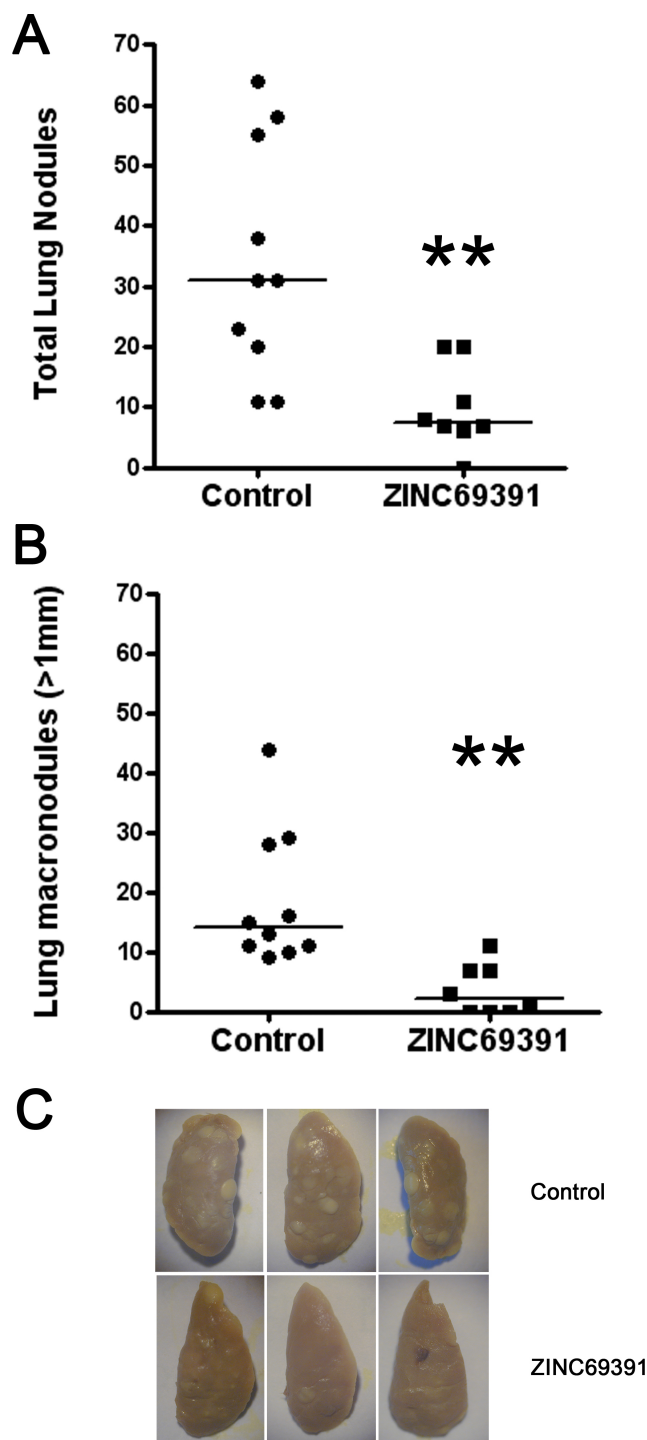 A
Total Lung Nodules
70
60
50
40
30
20
10
0
**
Control ZINC69391
B
Lung macronodules (>1mm)
70
60
50
40
30
20
10
0
**
Control ZINC69391
C
Control
ZINC69391